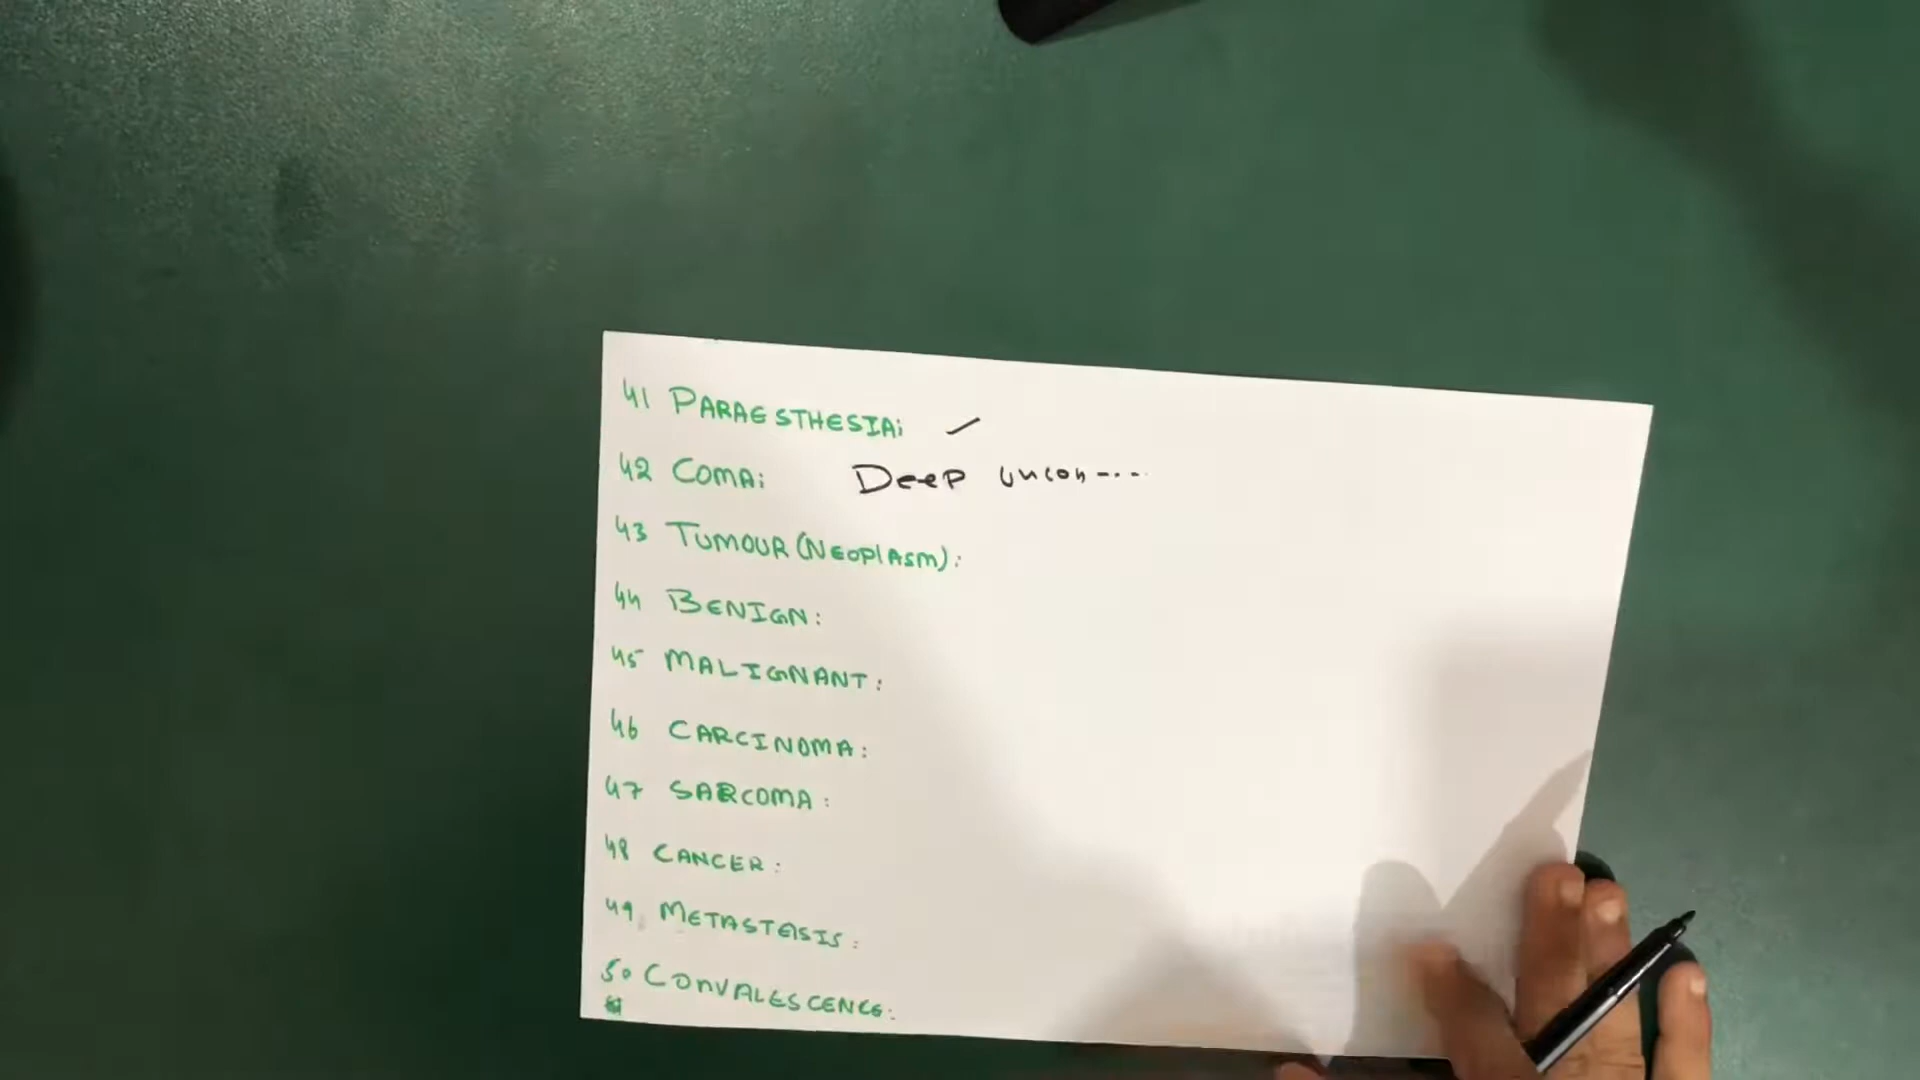 41 PARAESTHESIA: ✓
42 COMA: Deep uncon----
43 TUMOUR (NEOPLASM):
44 BENIGN:
45 MALIGNANT:
46 CARCINOMA:
47 SARCOMA:
48 CANCER:
49. METASTASIS:
50 CONVALESCENCE: